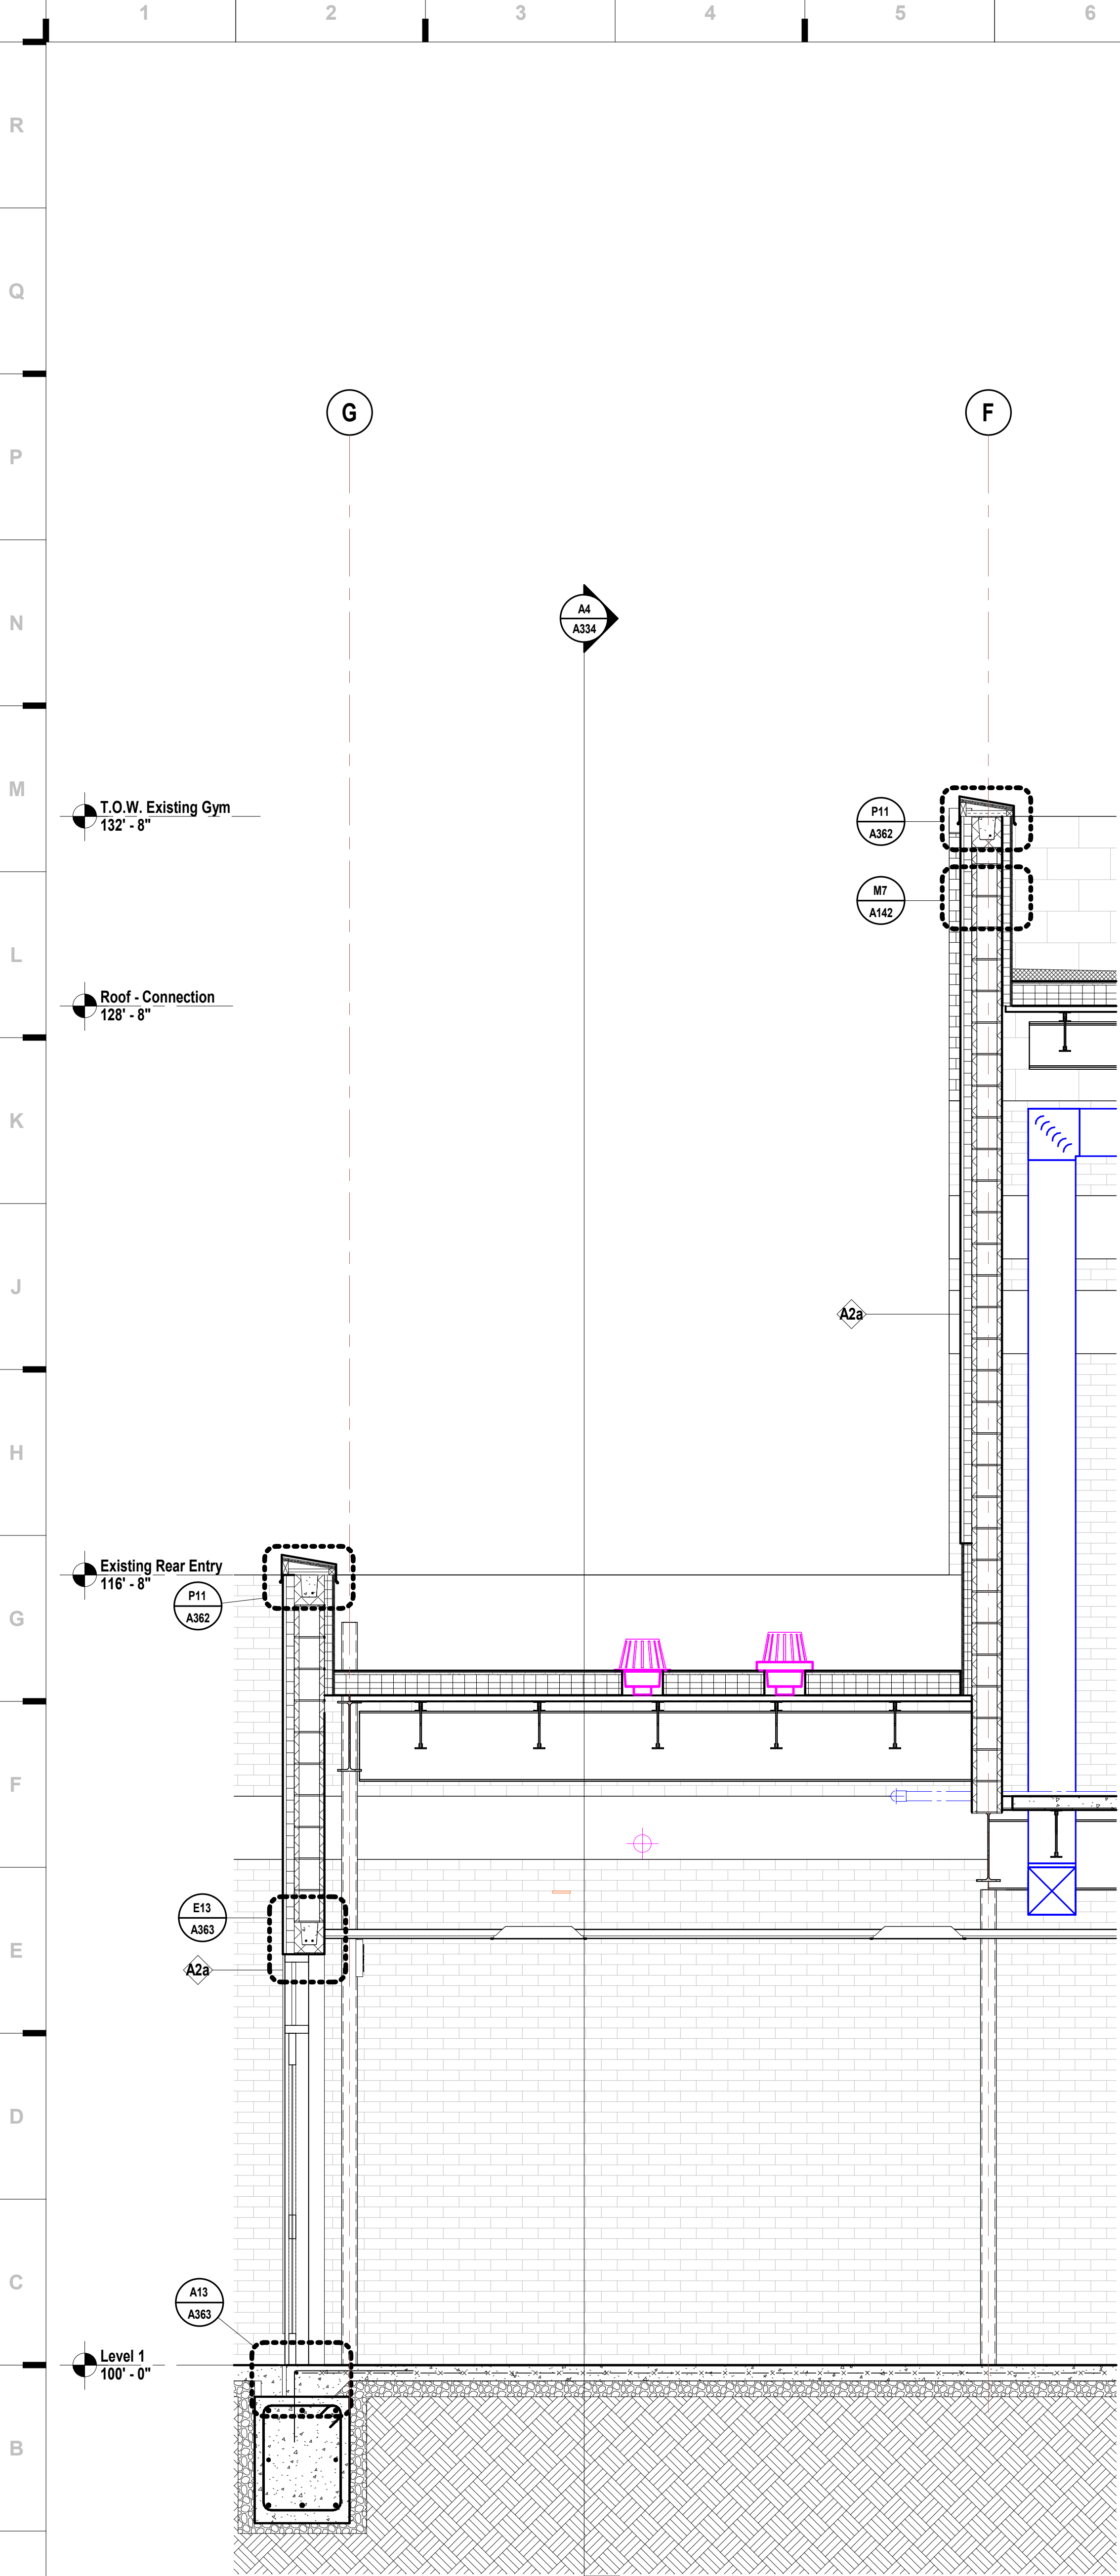 1 2 3 4 5 6
R
Q
G F
P
A4
A334
N
M
T.O.W. Existing Gym
132' - 8"
P11
A362
M7
A142
L
Roof - Connection
128' - 8"
K
J
A2a
H
Existing Rear Entry
116' - 8"
P11
A362
G
F
E13
A363
E
A2a
D
C
A13
A363
Level 1
100' - 0"
B